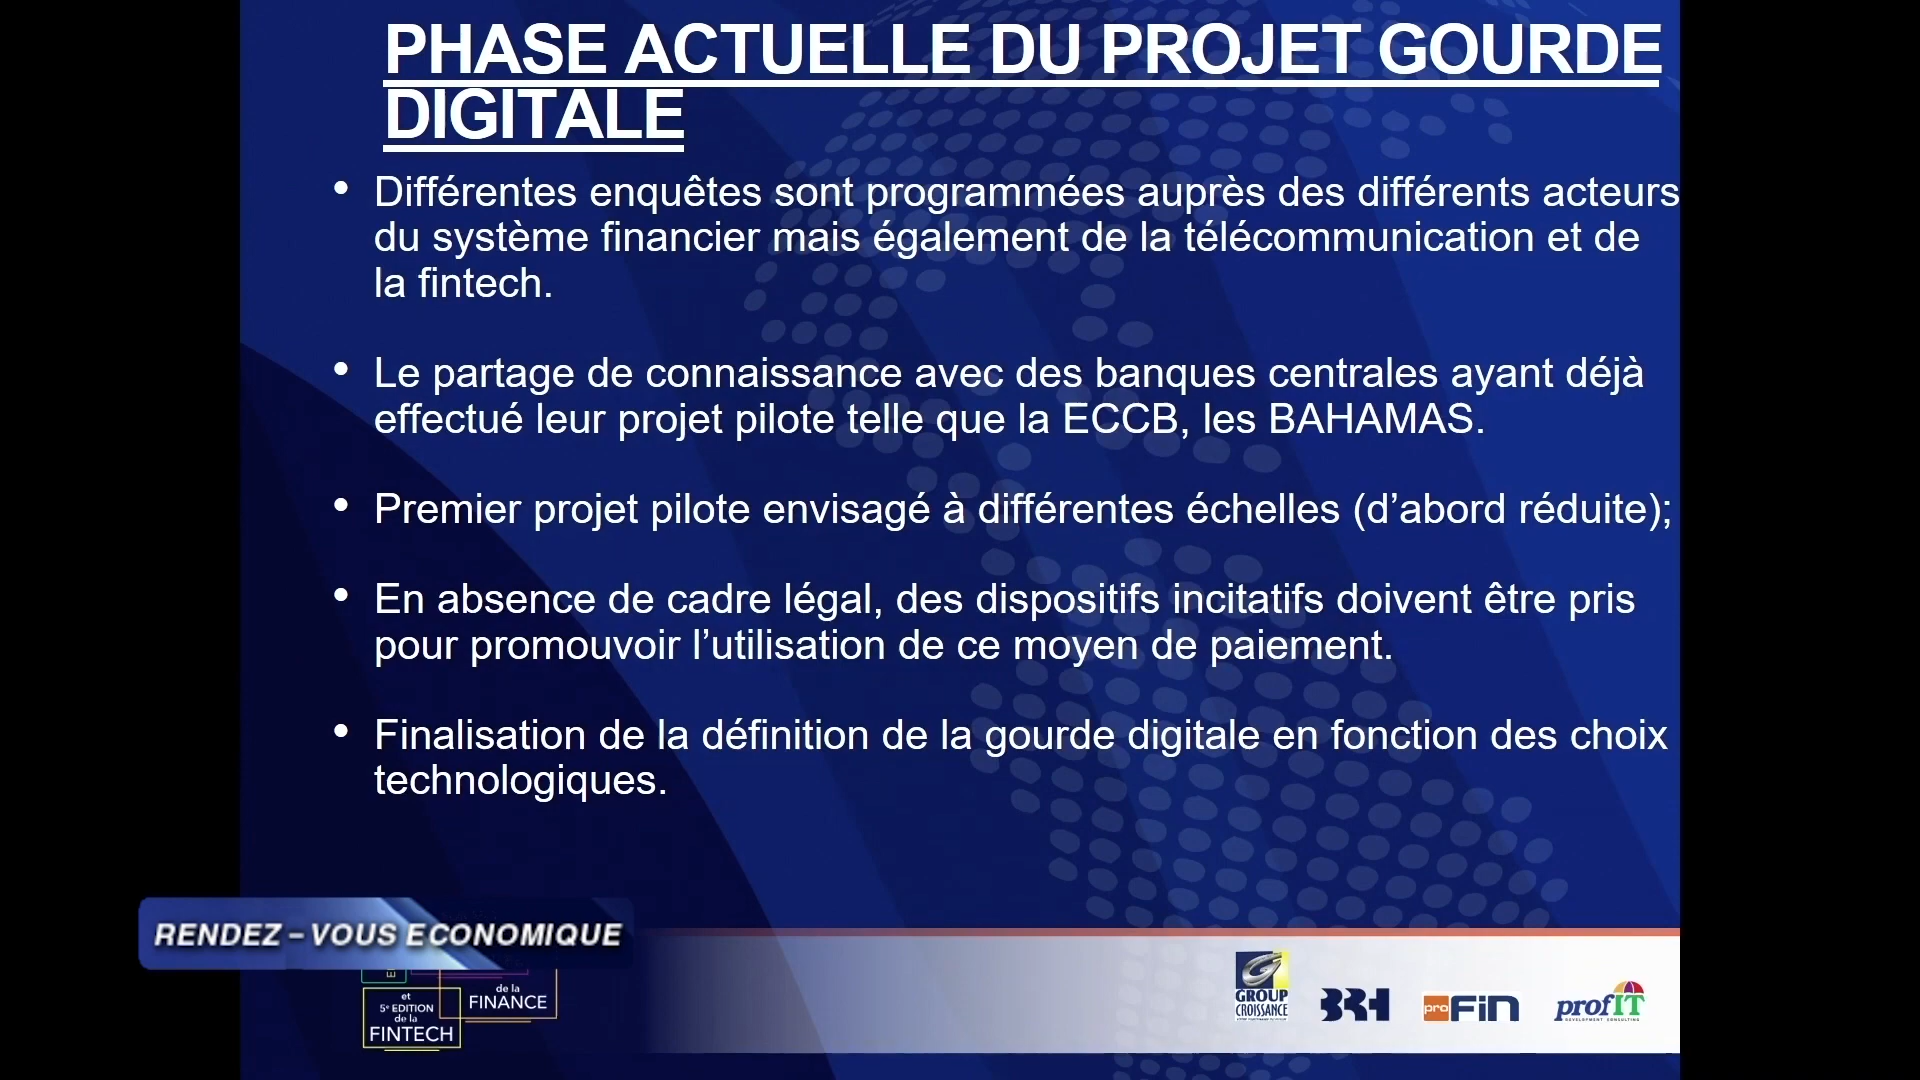 PHASE ACTUELLE DU PROJET GOURDE
DIGITALE
• Différentes enquêtes sont programmées auprès des différents acteurs
du système financier mais également de la télécommunication et de
la fintech.
• Le partage de connaissance avec des banques centrales ayant déjà
effectué leur projet pilote telle que la ECCB, les BAHAMAS.
• Premier projet pilote envisagé à différentes échelles (d’abord réduite);
• En absence de cadre légal, des dispositifs incitatifs doivent être pris
pour promouvoir l’utilisation de ce moyen de paiement.
• Finalisation de la définition de la gourde digitale en fonction des choix
technologiques.
RENDEZ – VOUS ECONOMIQUE
de la
FINANCE
et
5e EDITION
de la
FINTECH
GROUP
CROISSANCE
BRH
proFin
profIT
DEVELOPMENT CONSULTING